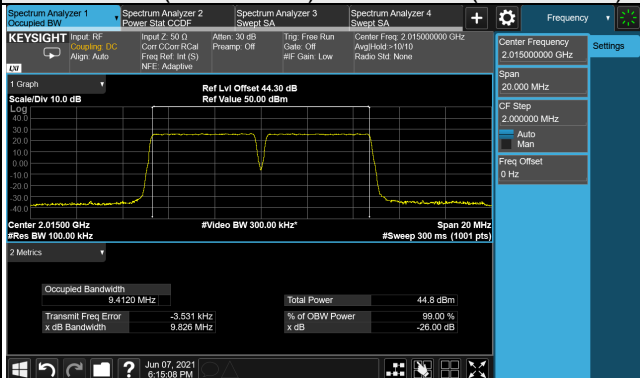 Spectrum Analyzer 1
Occupied BW
Spectrum Analyzer 2
Power Stat CCDF
Spectrum Analyzer 3
Swept SA
Spectrum Analyzer 4
Swept SA
Frequency
KEYSIGHT
Input: RF
Coupling: DC
Align: Auto
LXI
Input Z: 50 Ω
Corr CCorr RCal
Freq Ref: Int (S)
NFE: Adaptive
Atten: 30 dB
Preamp: Off
Trig: Free Run
Gate: Off
#IF Gain: Low
Center Freq: 2.015000000 GHz
Avg|Hold:>10/10
Radio Std: None
Center Frequency
2.015000000 GHz
Settings
Span
20.000 MHz
CF Step
2.000000 MHz
Auto
Man
Freq Offset
0 Hz
1 Graph
Scale/Div 10.0 dB
Ref Lvl Offset 44.30 dB
Ref Value 50.00 dBm
Log
40.0
30.0
20.0
10.0
0.00
-10.0
-20.0
-30.0
-40.0
Center 2.01500 GHz
#Res BW 100.00 kHz
#Video BW 300.00 kHz*
Span 20 MHz
#Sweep 300 ms (1001 pts)
2 Metrics
Occupied Bandwidth
9.4120 MHz
Total Power 44.8 dBm
Transmit Freq Error -3.531 kHz
% of OBW Power 99.00 %
x dB Bandwidth 9.826 MHz
x dB -26.00 dB
?
Jun 07, 2021
6:15:08 PM